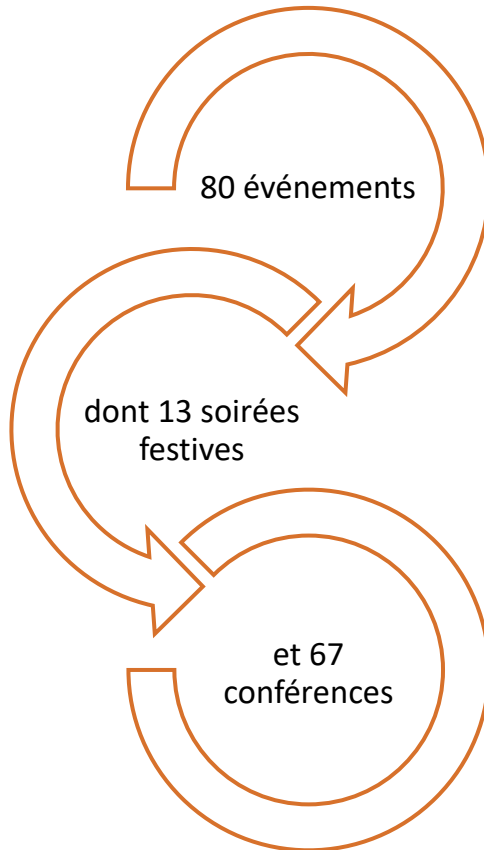 80 événements
dont 13 soirées
festives
et 67
conférences